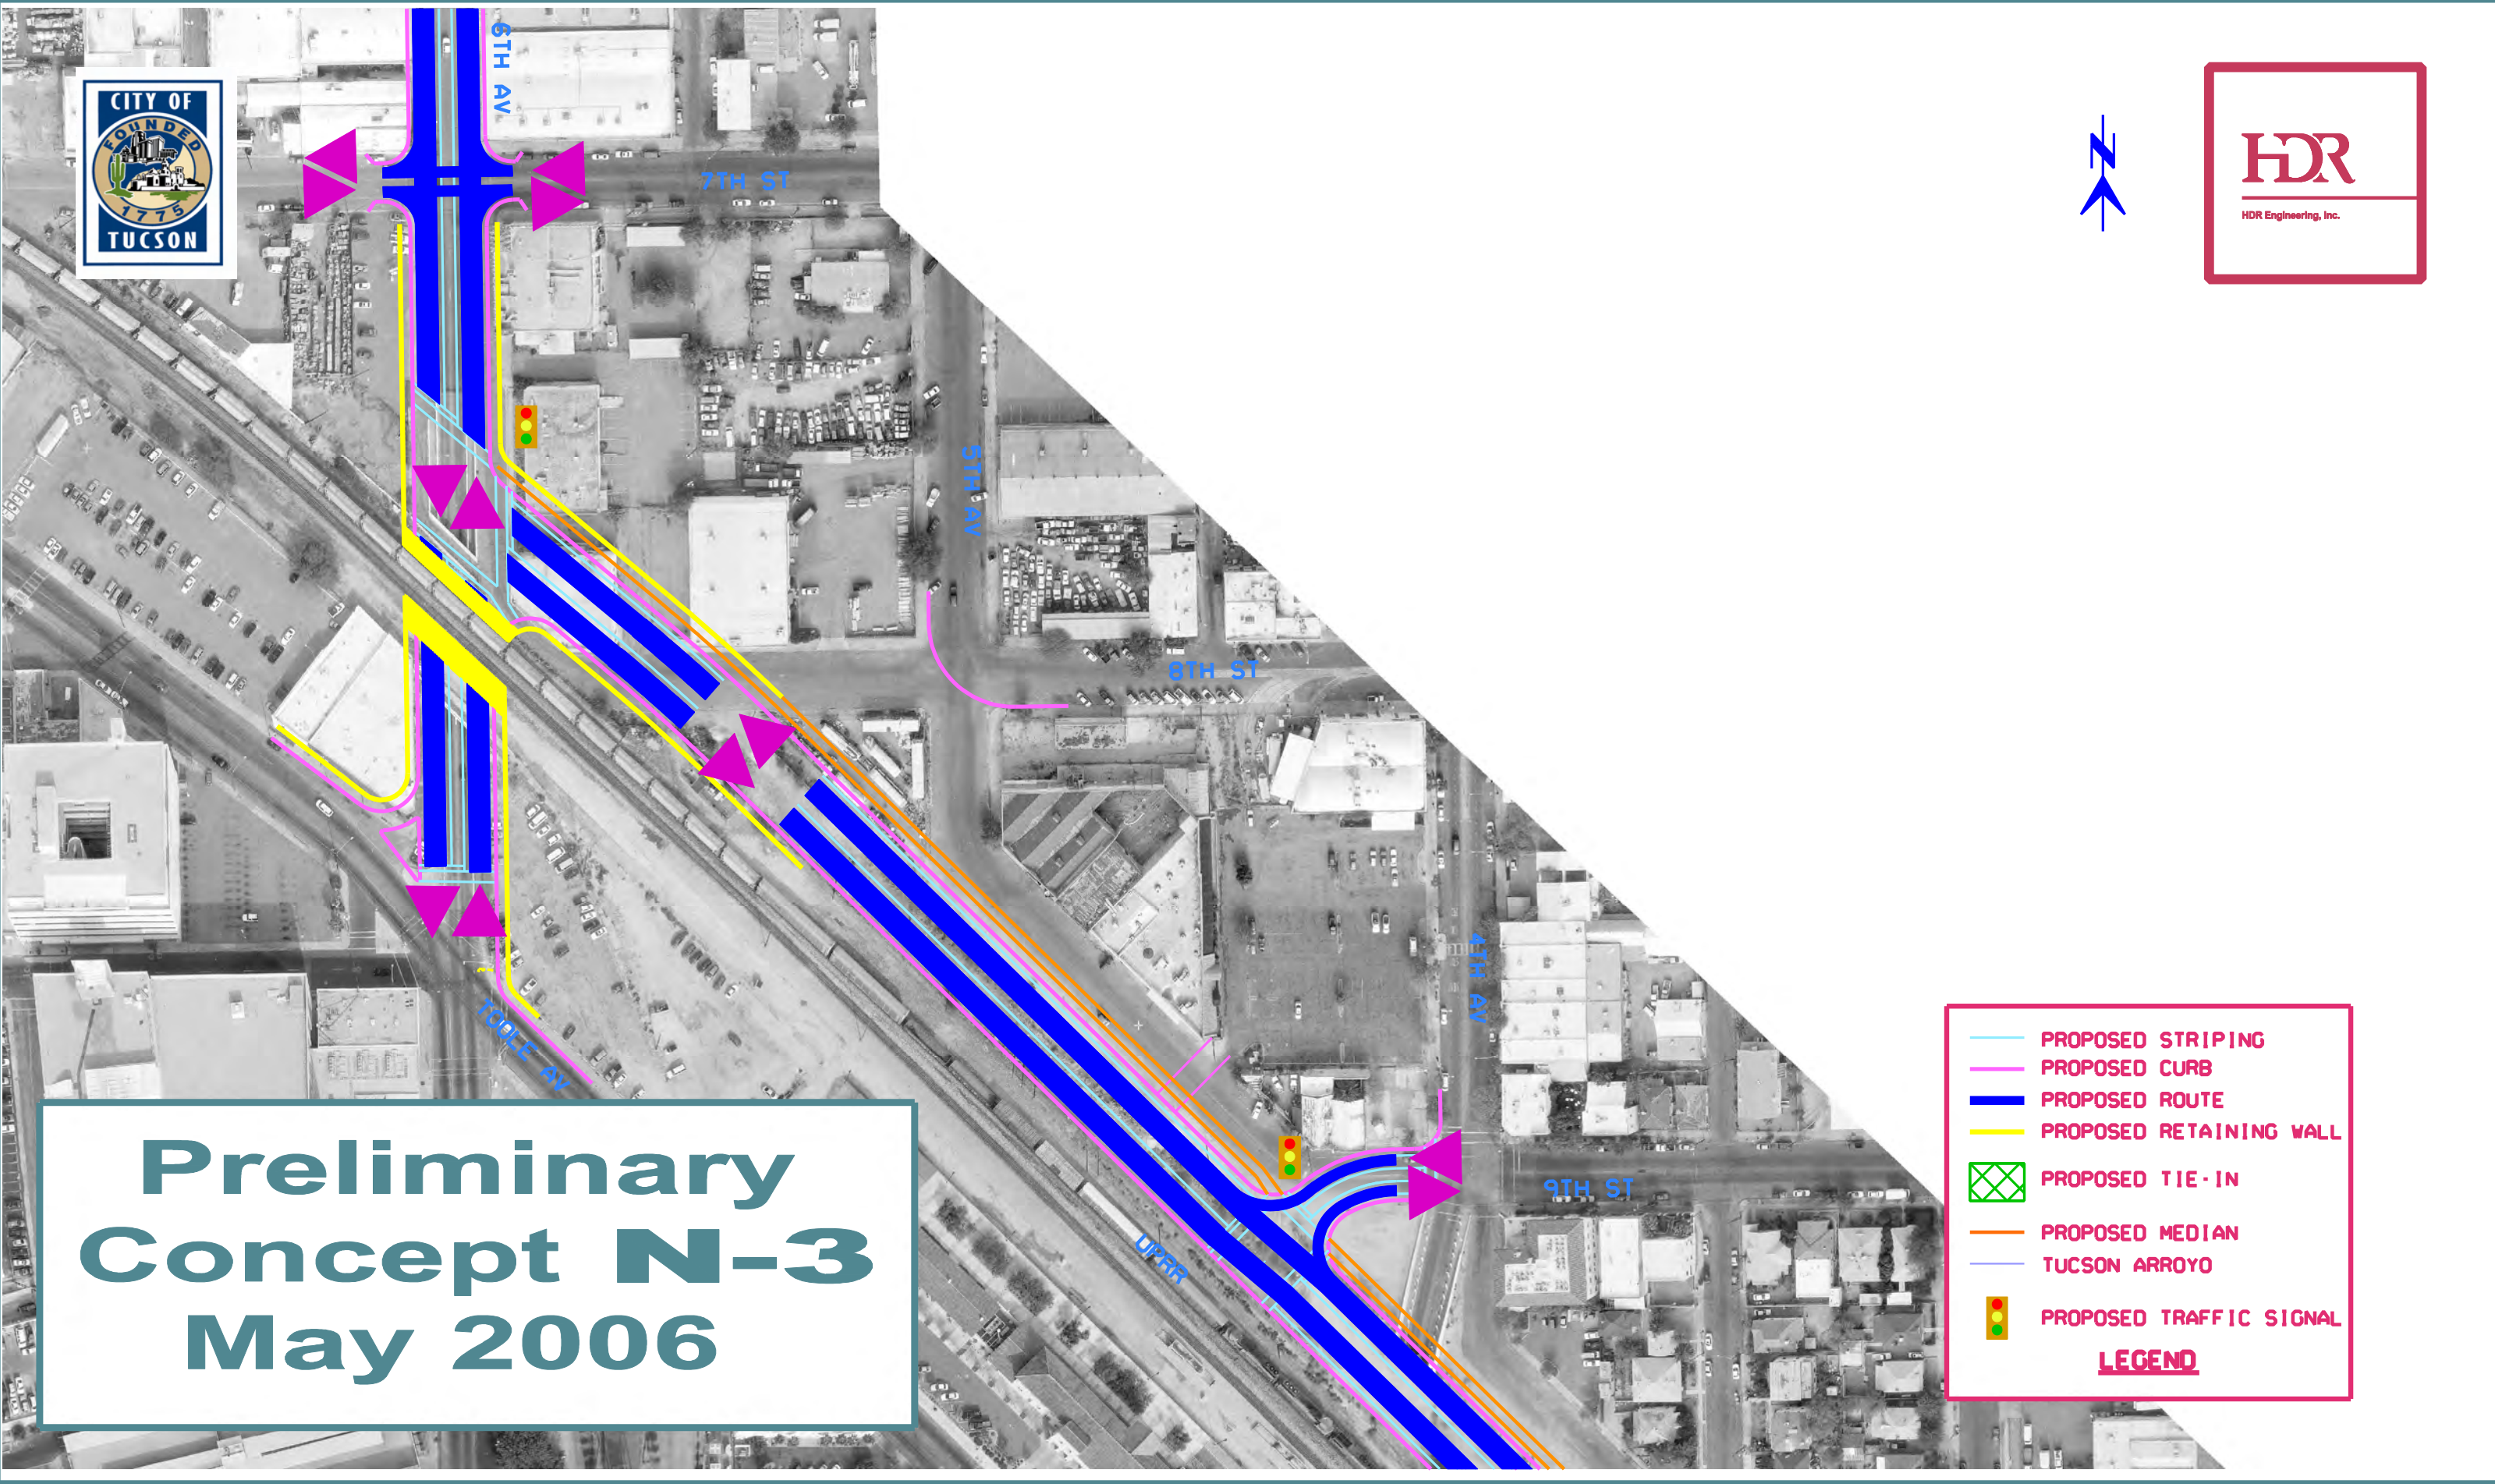 CITY OF
FOUNDED
1775
TUCSON
6TH AV
7TH ST
N
HDR
HDR Engineering, Inc.
5TH AV
8TH ST
4TH AV
9TH ST
TOOLE AV
UPRR
Preliminary
Concept N-3
May 2006
PROPOSED STRIPING
PROPOSED CURB
PROPOSED ROUTE
PROPOSED RETAINING WALL
PROPOSED TIE-IN
PROPOSED MEDIAN
TUCSON ARROYO
PROPOSED TRAFFIC SIGNAL
LEGEND